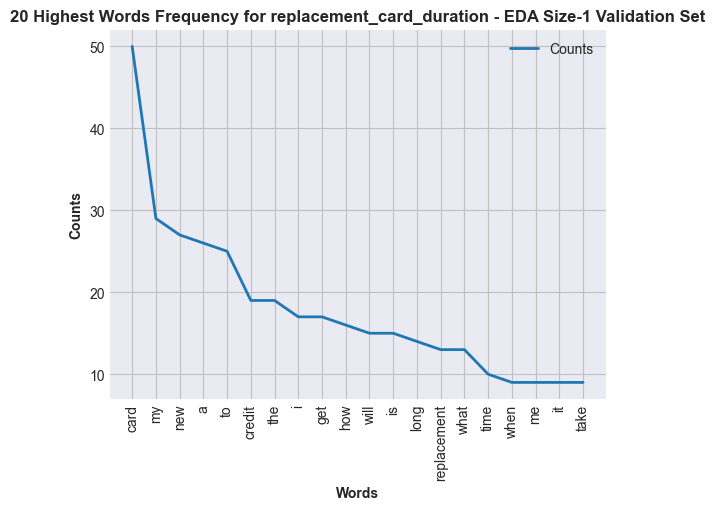 20 Highest Words Frequency for replacement_card_duration - EDA Size-1 Validation Set
Counts
50
40
30
20
10
Counts
card
my
new
a
to
credit
the
i
get
how
will
is
long
replacement
what
time
when
me
it
take
Words